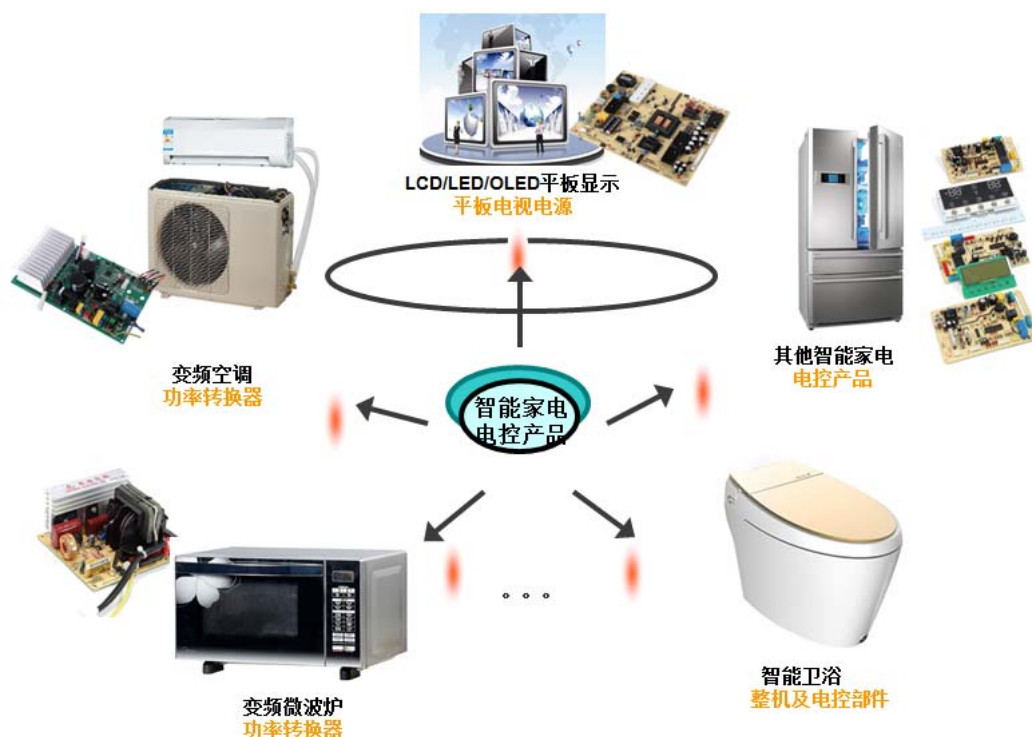 LCD/LED/OLED平板显示
平板电视电源
变频空调
功率转换器
其他智能家电
电控产品
智能家电
电控产品
变频微波炉
功率转换器
智能卫浴
整机及电控部件